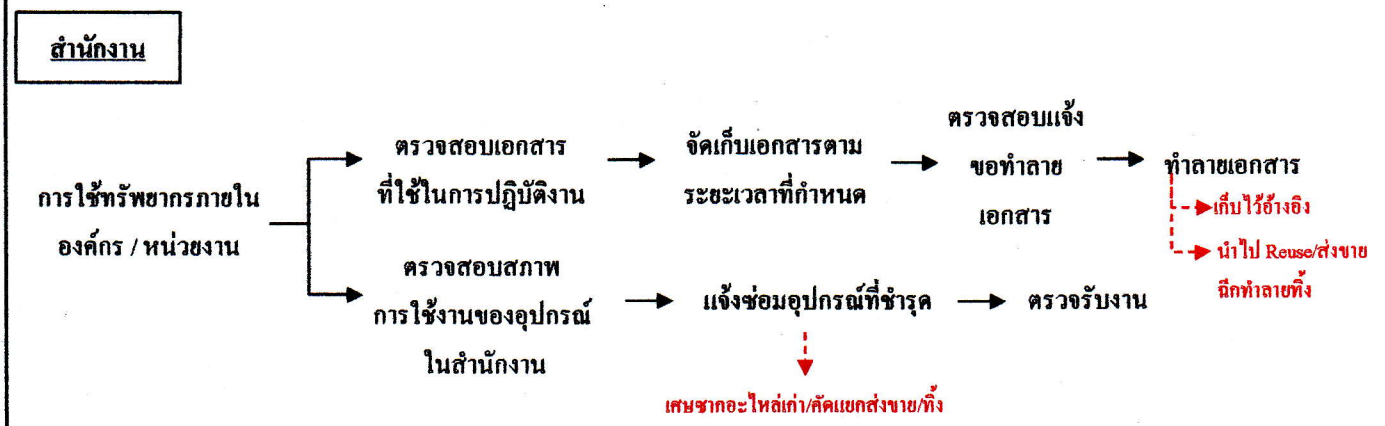 สำนักงาน
การใช้ทรัพยากรภายใน
องค์กร / หน่วยงาน
ตรวจสอบเอกสาร
ที่ใช้ในการปฏิบัติงาน
จัดเก็บเอกสารตาม
ระยะเวลาที่กำหนด
ตรวจสอบแจ้ง
ขอทำลาย
เอกสาร
ทำลายเอกสาร
เก็บไว้อ้างอิง
นำไป Reuse/ส่งขาย
ฉีกทำลายทิ้ง
ตรวจสอบสภาพ
การใช้งานของอุปกรณ์
ในสำนักงาน
แจ้งซ่อมอุปกรณ์ที่ชำรุด
ตรวจรับงาน
เศษซากอะไหล่เก่า/คัดแยกส่งขาย/ทิ้ง